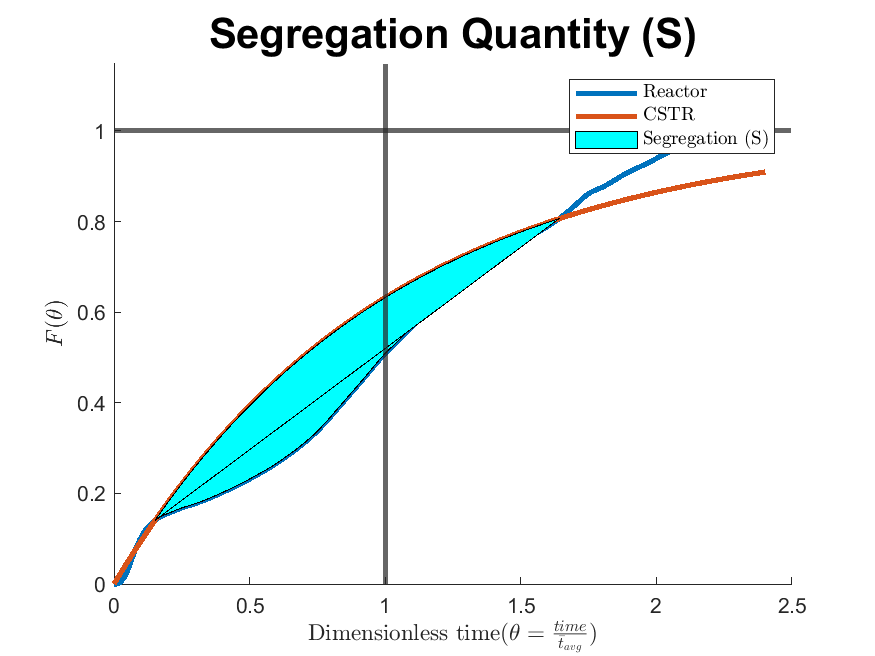 Segregation Quantity (S)
Reactor
CSTR
Segregation (S)
1
0.8
0.6
0.4
0.2
0
F(θ)
0 0.5 1 1.5 2 2.5
Dimensionless time(θ = time/t̄avg)